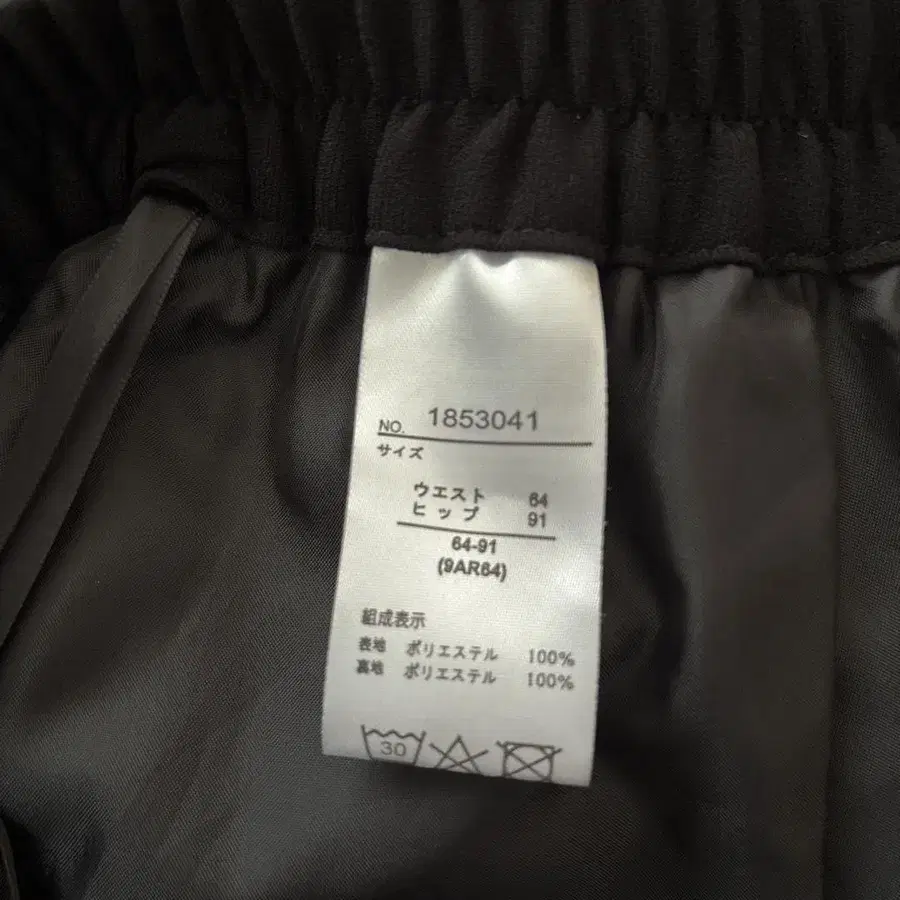 NO. 1853041
サイズ
ウエスト 64
ヒップ 91
64-91
(9AR64)
組成表示
表地 ポリエステル 100%
裏地 ポリエステル 100%
30